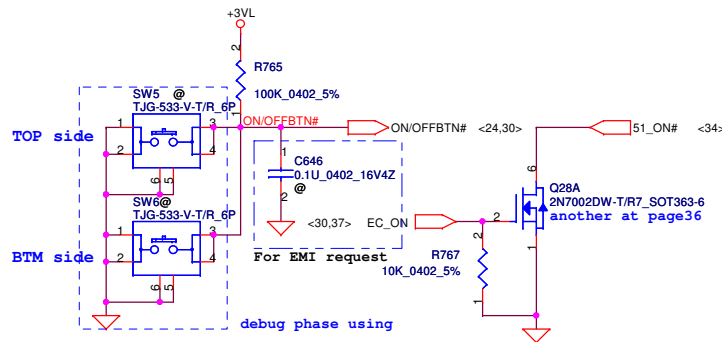 +3VL
2
R765
100K_0402_5%
1
SW5 @
TJG-533-V-T/R_6P
TOP side
1
2
3
4
6
5
ON/OFFBTN#
ON/OFFBTN# <24,30>
51_ON# <34>
1
C646
0.1U_0402_16V4Z
2
@
SW6@
TJG-533-V-T/R_6P
BTM side
1
2
3
4
6
5
<30,37> EC_ON
For EMI request
6
Q28A
2N7002DW-T/R7_SOT363-6
another at page36
2
1
2
R767
10K_0402_5%
1
debug phase using